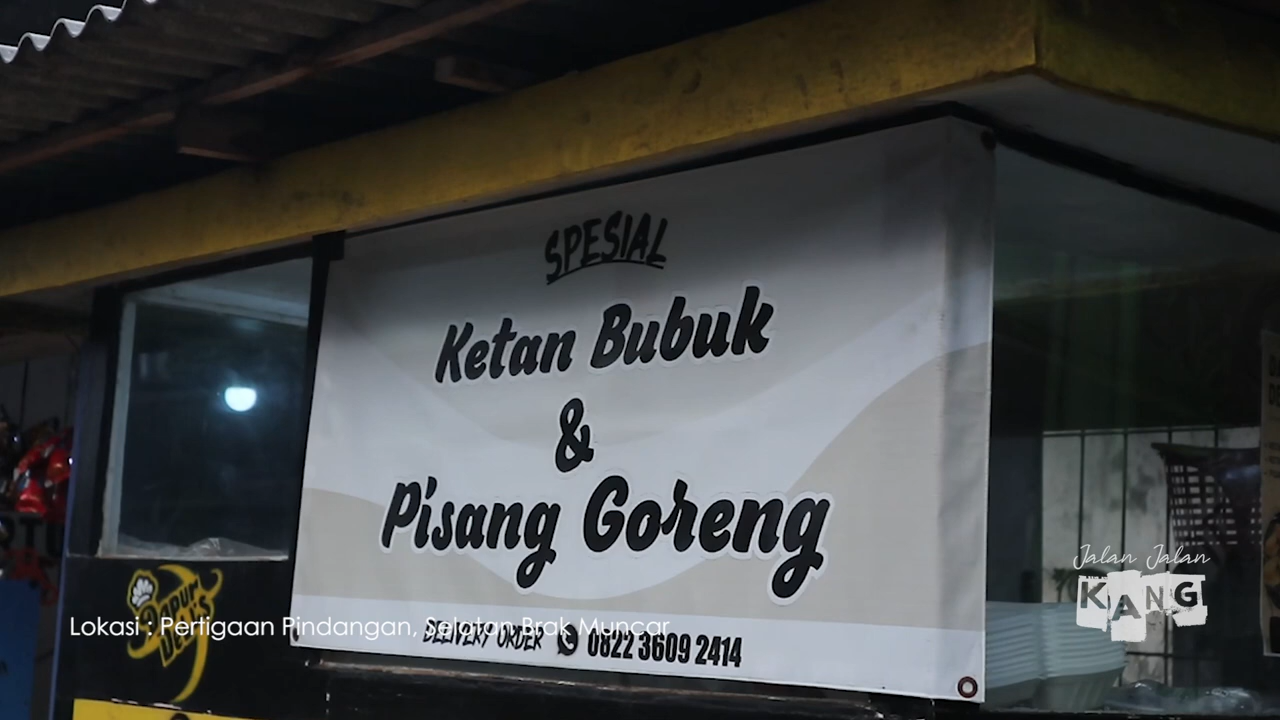 SPESIAL
Ketan Bubuk
&
Pisang Goreng
DELIVERY ORDER 0822 3609 2414
Dapur
Lokasi : Pertigaan Pindangan, Selatan Brak Muncar
Jalan Jalan
KANG